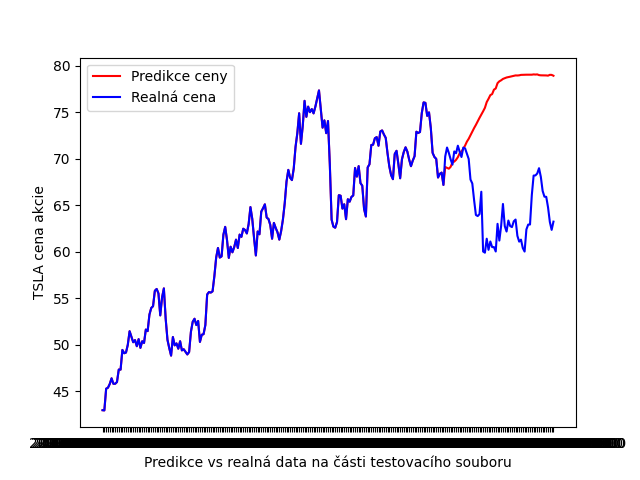 Predikce ceny
Realná cena
TSLA cena akcie
80
75
70
65
60
55
50
45
Predikce vs realná data na části testovacího souboru